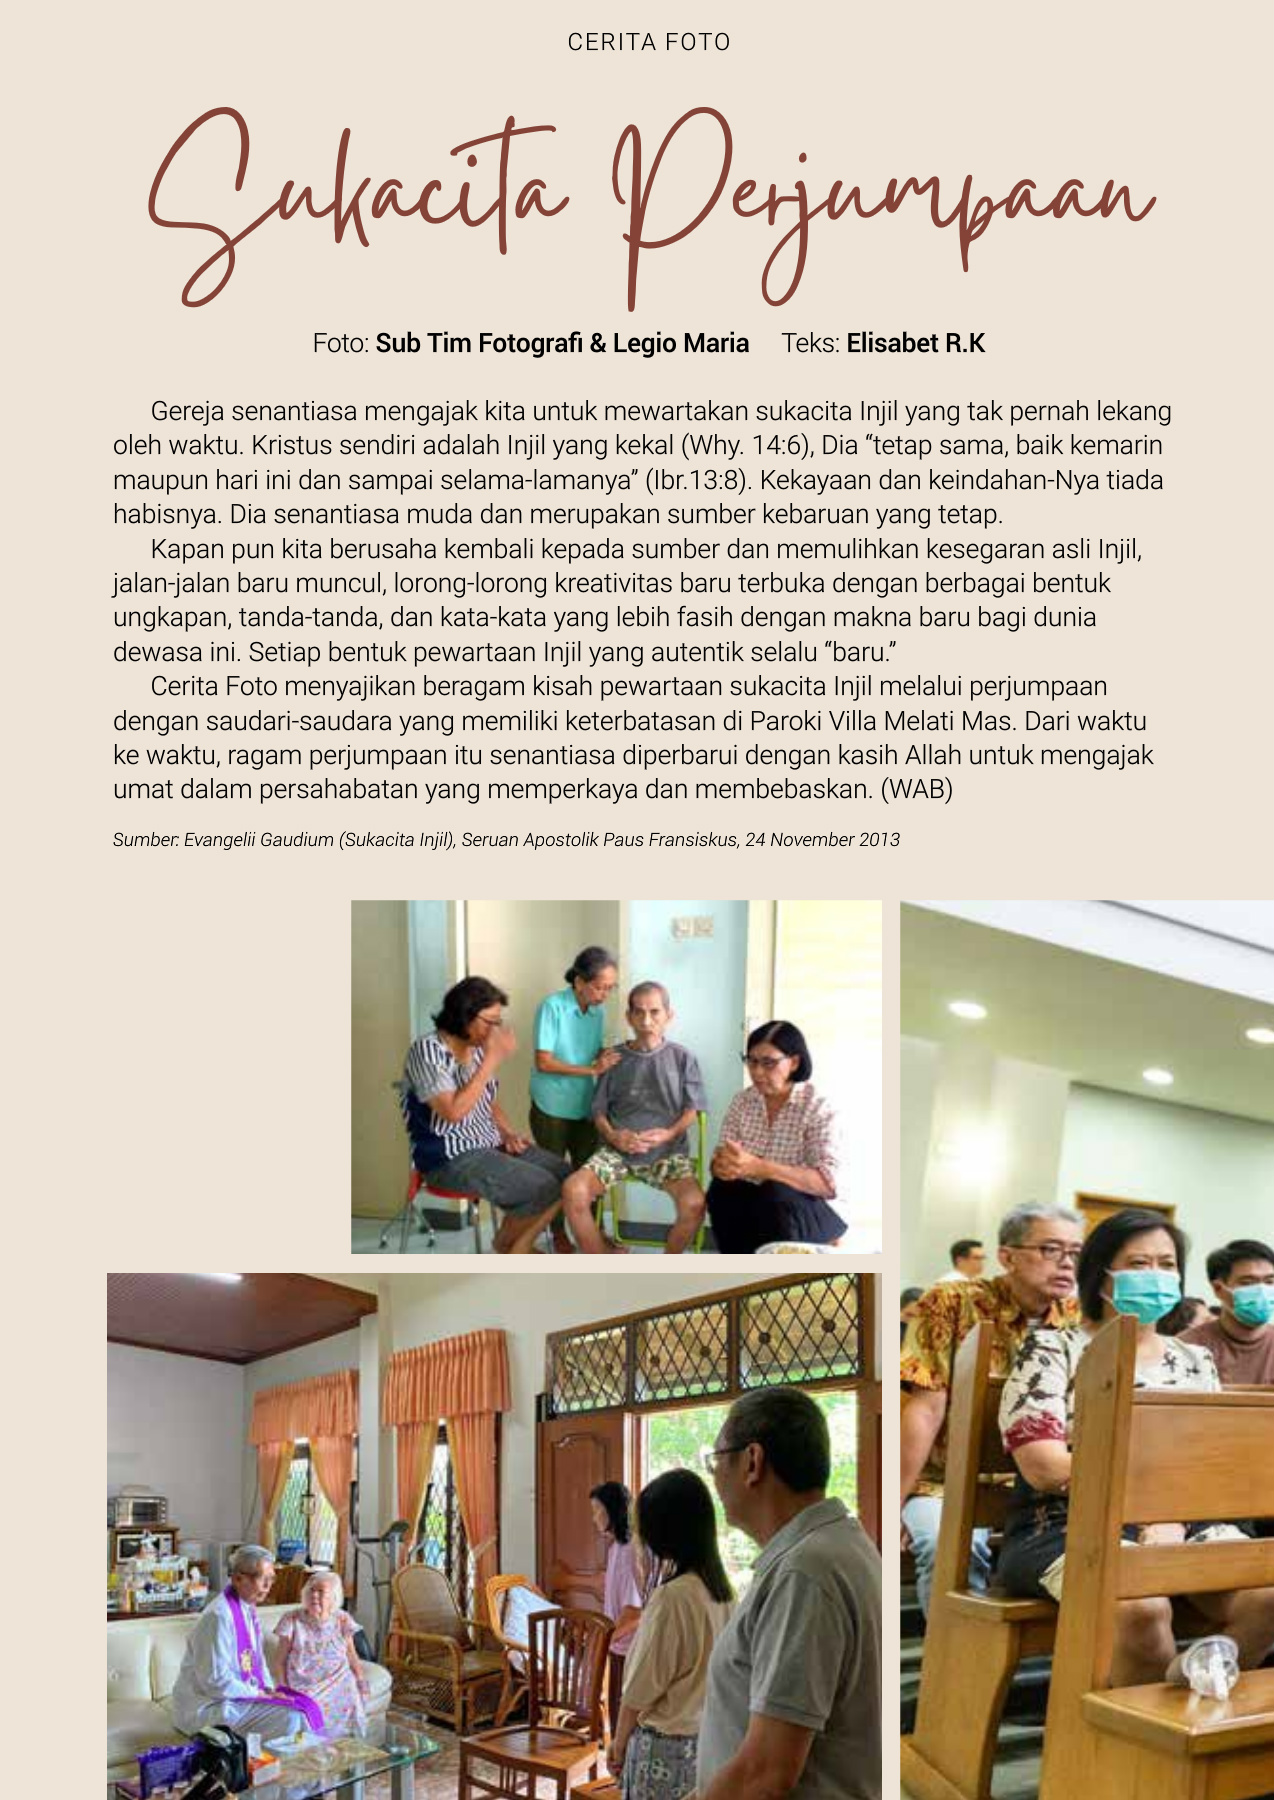 CERITA FOTO
Sukacita Perjumpaan
Foto: Sub Tim Fotografi & Legio Maria Teks: Elisabet R.K
Gereja senantiasa mengajak kita untuk mewartakan sukacita Injil yang tak pernah lekang
oleh waktu. Kristus sendiri adalah Injil yang kekal (Why. 14:6), Dia “tetap sama, baik kemarin
maupun hari ini dan sampai selama-lamanya” (Ibr.13:8). Kekayaan dan keindahan-Nya tiada
habisnya. Dia senantiasa muda dan merupakan sumber kebaruan yang tetap.
Kapan pun kita berusaha kembali kepada sumber dan memulihkan kesegaran asli Injil,
jalan-jalan baru muncul, lorong-lorong kreativitas baru terbuka dengan berbagai bentuk
ungkapan, tanda-tanda, dan kata-kata yang lebih fasih dengan makna baru bagi dunia
dewasa ini. Setiap bentuk pewartaan Injil yang autentik selalu “baru.”
Cerita Foto menyajikan beragam kisah pewartaan sukacita Injil melalui perjumpaan
dengan saudari-saudara yang memiliki keterbatasan di Paroki Villa Melati Mas. Dari waktu
ke waktu, ragam perjumpaan itu senantiasa diperbarui dengan kasih Allah untuk mengajak
umat dalam persahabatan yang memperkaya dan membebaskan. (WAB)
Sumber: Evangelii Gaudium (Sukacita Injil), Seruan Apostolik Paus Fransiskus, 24 November 2013